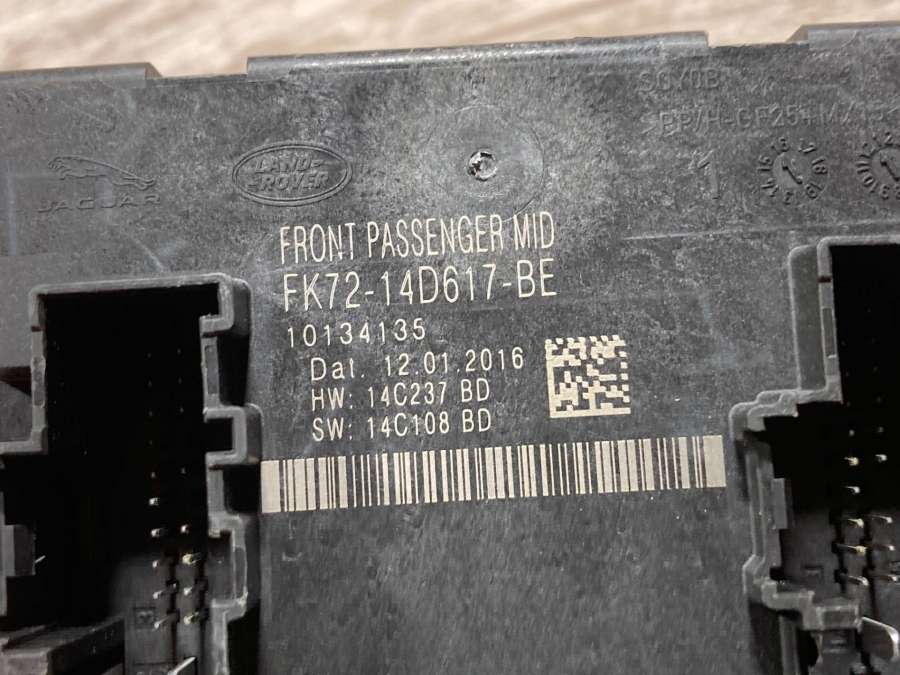 JAGUAR
LAND-
ROVER
1
FRONT PASSENGER MID
FK72-14D617-BE
10134135
Dat. 12.01.2016
HW: 14C237 BD
SW: 14C108 BD